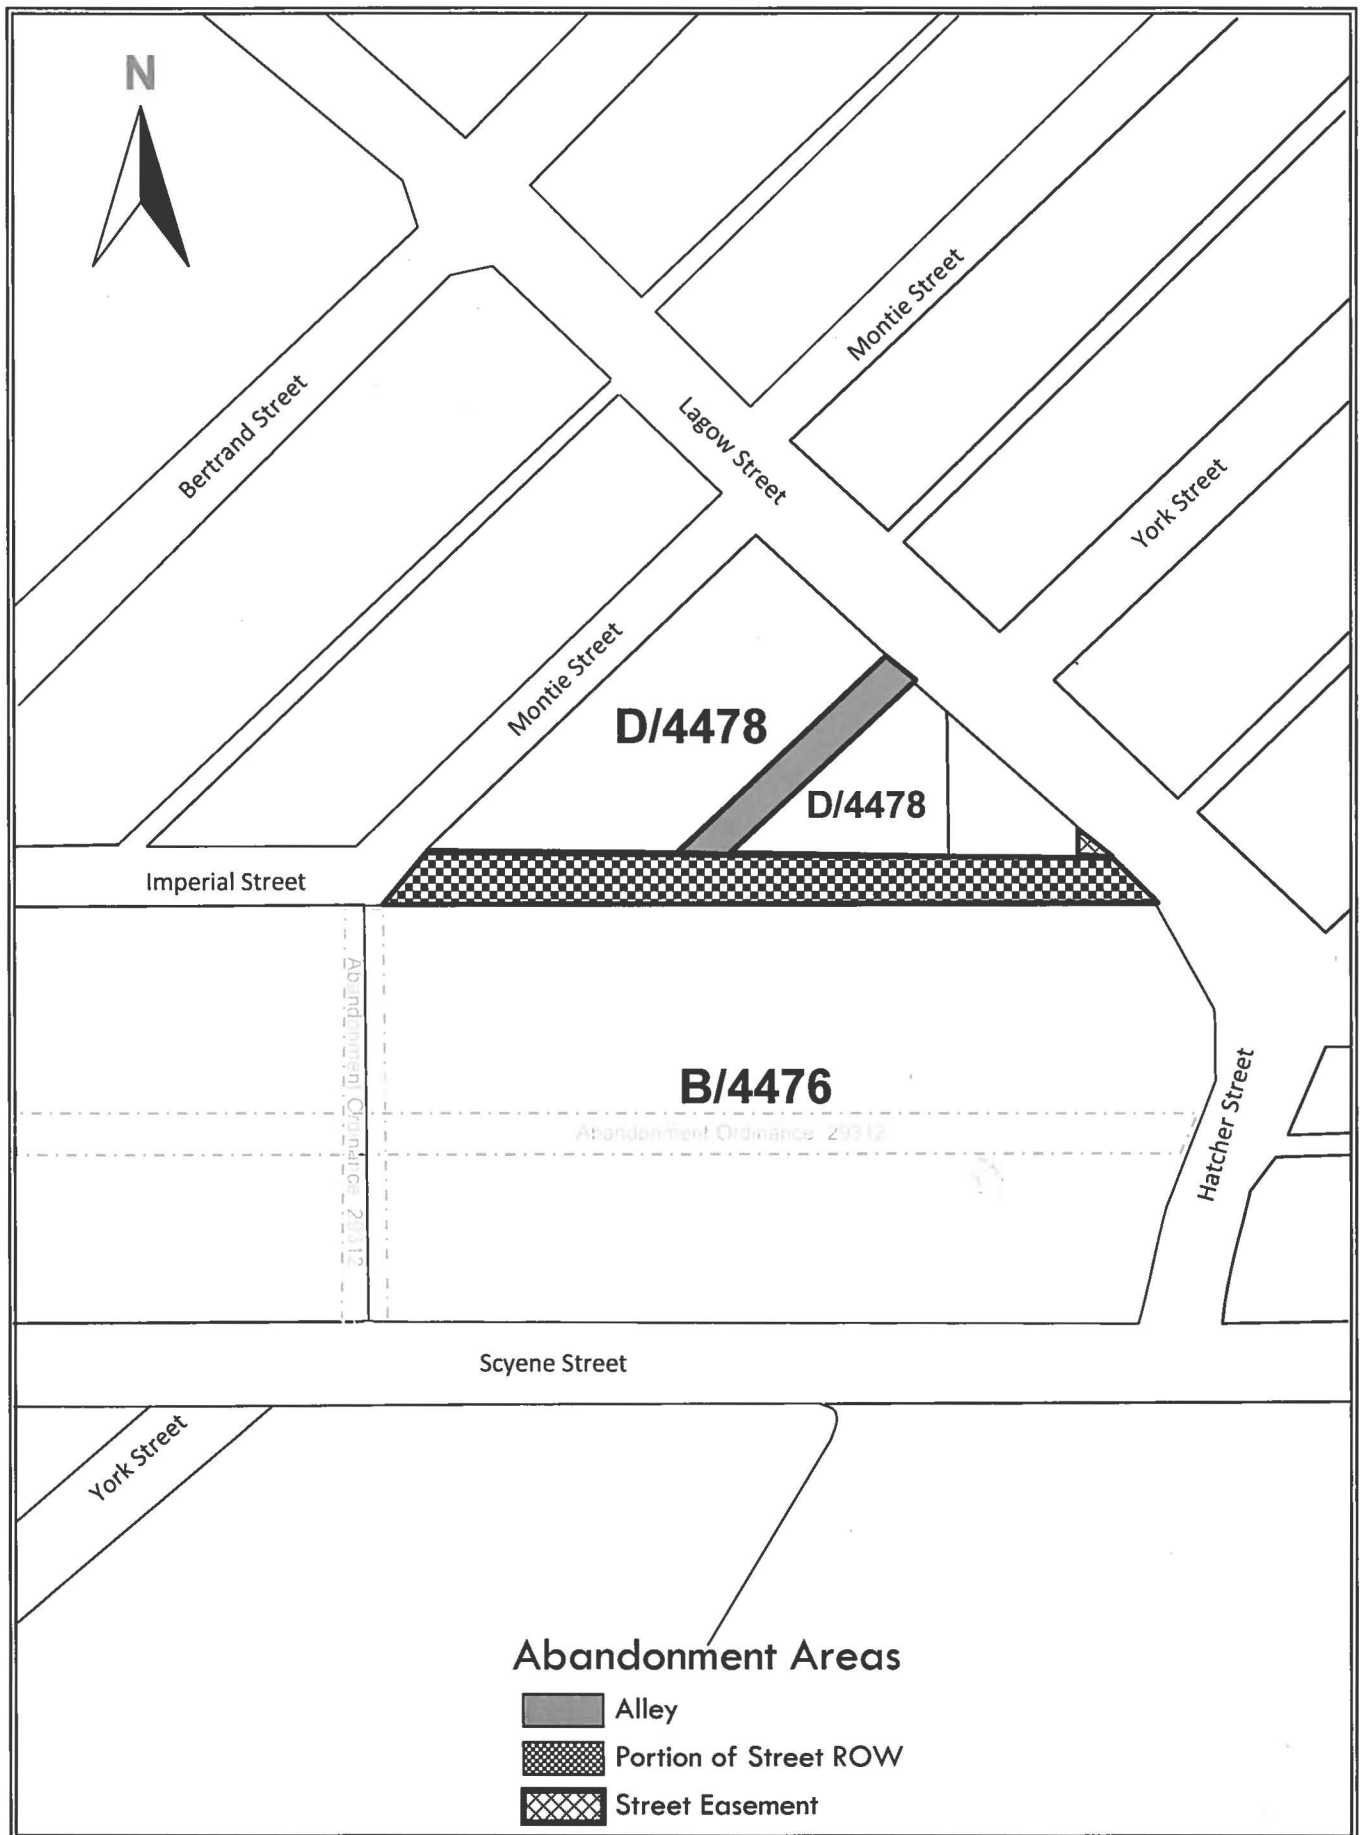 N
Montie Street
Bertrand Street
Lagow Street
York Street
Montie Street
D/4478
D/4478
Imperial Street
Abandonment Ordinance 29312
B/4476
Abandonment Ordinance 29312
Hatcher Street
Scyene Street
York Street
Abandonment Areas
Alley
Portion of Street ROW
Street Easement